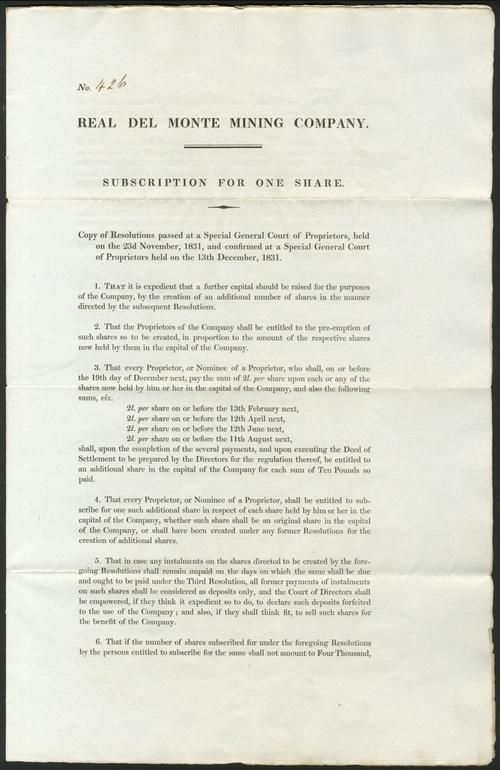 No. 426
REAL DEL MONTE MINING COMPANY.
SUBSCRIPTION FOR ONE SHARE.
Copy of Resolutions passed at a Special General Court of Proprietors, held
on the 23d November, 1831, and confirmed at a Special General Court
of Proprietors held on the 13th December, 1831.
1. THAT it is expedient that a further capital should be raised for the purposes
of the Company, by the creation of an additional number of shares in the manner
directed by the subsequent Resolutions.
2. That the Proprietors of the Company shall be entitled to the pre-emption of
such shares so to be created, in proportion to the amount of the respective shares
now held by them in the capital of the Company.
3. That every Proprietor, or Nominee of a Proprietor, who shall, on or before
the 19th day of December next, pay the sum of 2l. per share upon each or any of the
shares now held by him or her in the capital of the Company, and also the following
sums, viz.
2l. per share on or before the 13th February next,
2l. per share on or before the 12th April next,
2l. per share on or before the 12th June next,
2l. per share on or before the 11th August next,
shall, upon the completion of the several payments, and upon executing the Deed of
Settlement to be prepared by the Directors for the regulation thereof, be entitled to
an additional share in the capital of the Company for each sum of Ten Pounds so
paid.
4. That every Proprietor, or Nominee of a Proprietor, shall be entitled to sub-
scribe for one such additional share in respect of each share held by him or her in the
capital of the Company, whether such share shall be an original share in the capital
of the Company, or shall have been created under any former Resolutions for the
creation of additional shares.
5. That in case any instalments on the shares directed to be created by the fore-
going Resolutions shall remain unpaid on the days on which the same shall be due
and ought to be paid under the Third Resolution, all former payments of instalments
on such shares shall be considered as deposits only, and the Court of Directors shall
be empowered, if they think it expedient so to do, to declare such deposits forfeited
to the use of the Company; and also, if they shall think fit, to sell such shares for
the benefit of the Company.
6. That if the number of shares subscribed for under the foregoing Resolutions
by the persons entitled to subscribe for the same shall not amount to Four Thousand,